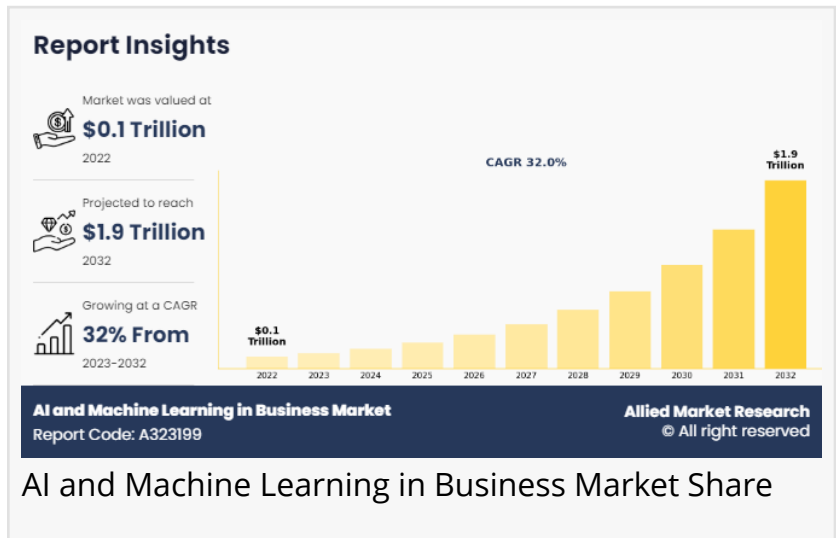 Report Insights
Market was valued at
$0.1 Trillion
2022
Projected to reach
$1.9 Trillion
2032
Growing at a CAGR
32% From
2023-2032
CAGR 32.0%
$0.1
Trillion
$1.9
Trillion
2022 2023 2024 2025 2026 2027 2028 2029 2030 2031 2032
AI and Machine Learning in Business Market
Report Code: A323199
Allied Market Research
© All right reserved
AI and Machine Learning in Business Market Share